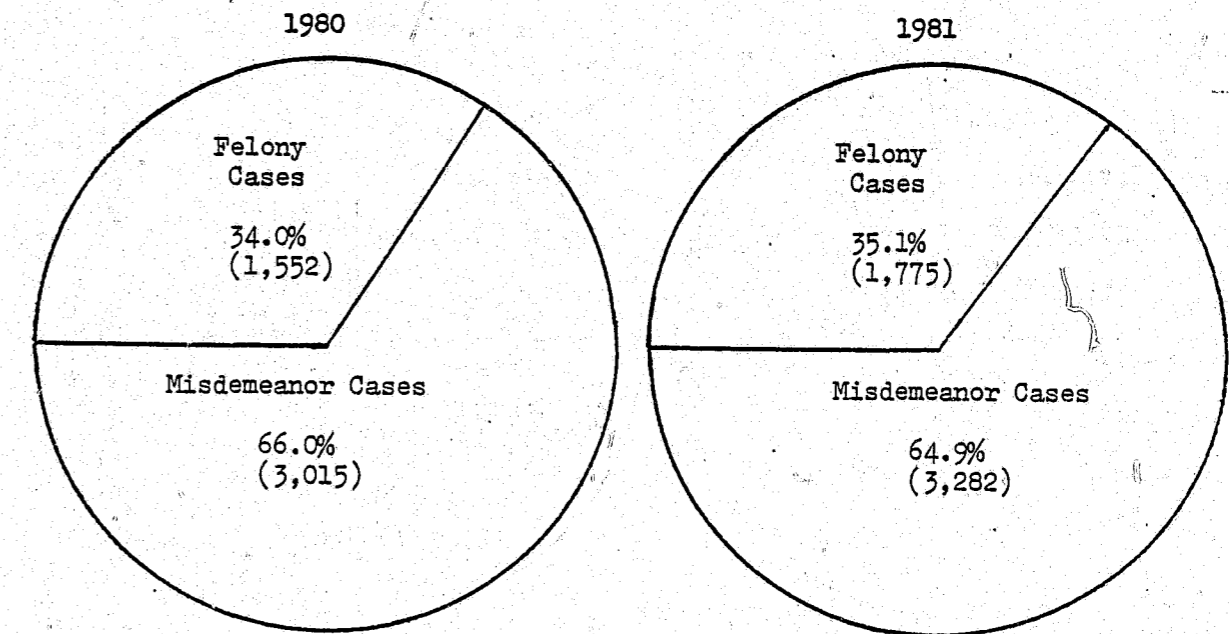 1980
Felony
Cases
34.0%
(1,552)
Misdemeanor Cases
66.0%
(3,015)
1981
Felony
Cases
35.1%
(1,775)
Misdemeanor Cases
64.9%
(3,282)